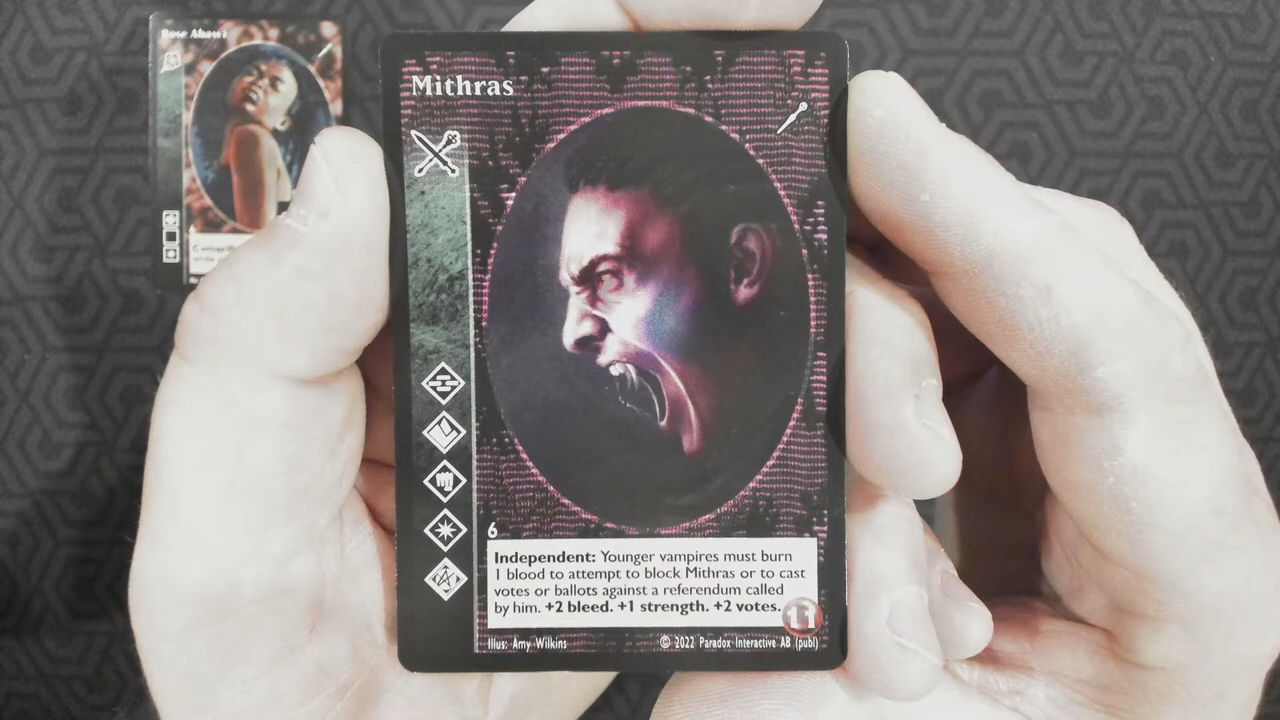 Mithras
6
Independent: Younger vampires must burn
1 blood to attempt to block Mithras or to cast
votes or ballots against a referendum called
by him. +2 bleed. +1 strength. +2 votes.
11
Illus: Amy Wilkins
© 2022 Paradox Interactive AB (publ)